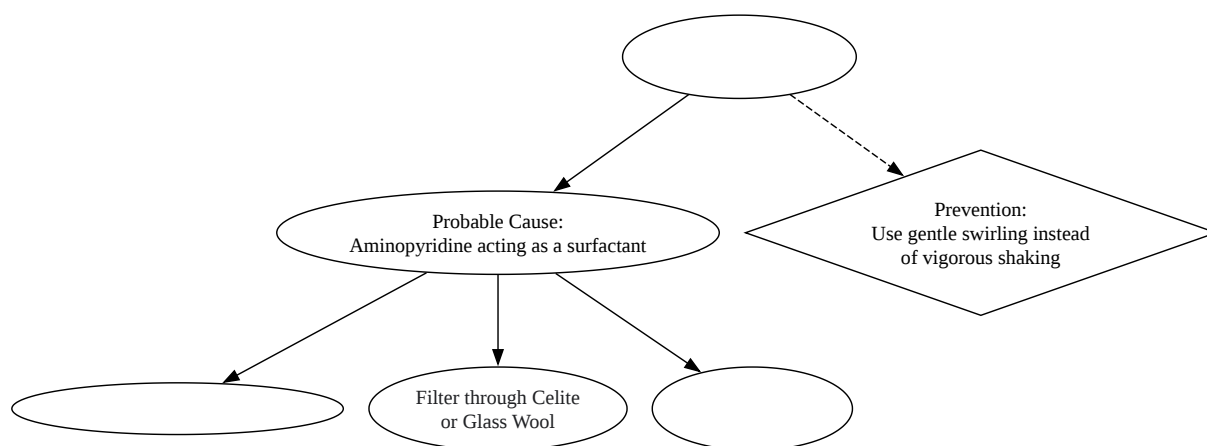 Probable Cause:
Aminopyridine acting as a surfactant
Prevention:
Use gentle swirling instead
of vigorous shaking
Filter through Celite
or Glass Wool